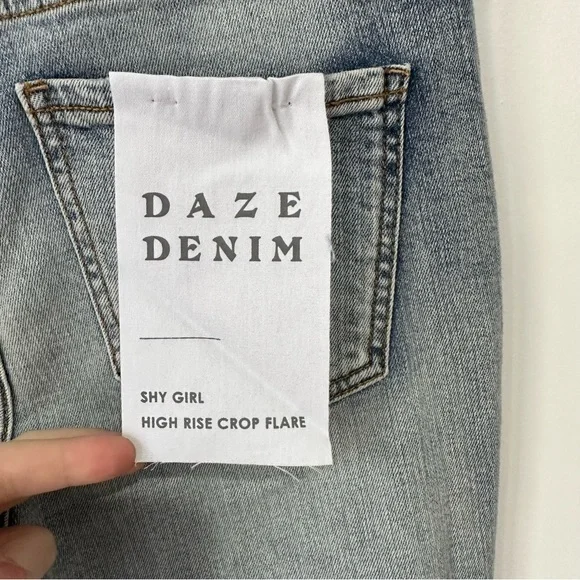 DAZE
DENIM
SHY GIRL
HIGH RISE CROP FLARE